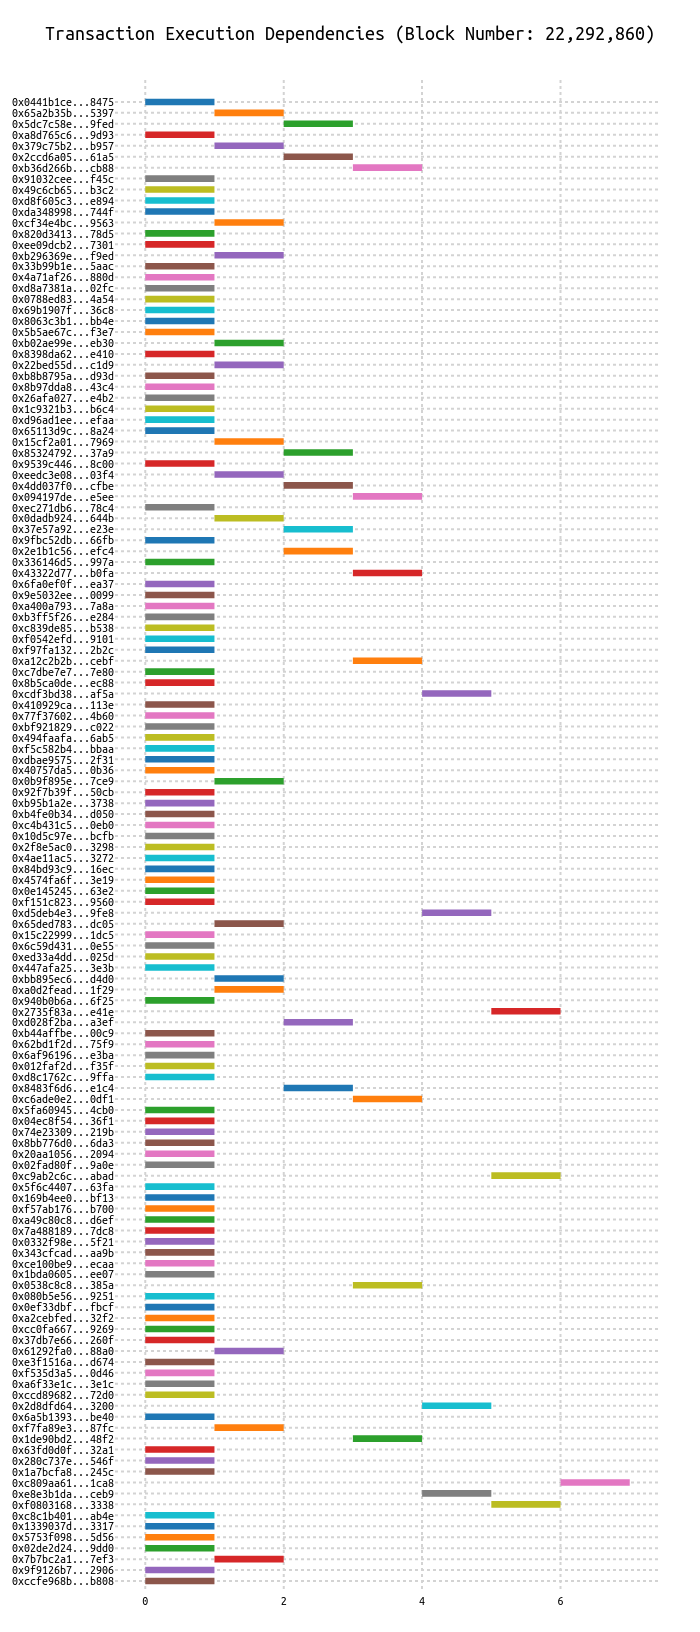 Transaction Execution Dependencies (Block Number: 22,292,860)
0x0441b1ce...8475
0x65a2b35b...5397
0x5dc7c58e...9fed
0xa8d765c6...9d93
0x379c75b2...b957
0x2ccd6a05...61a5
0xb36d266b...cb88
0x91032cee...f45c
0x49c6cb65...b3c2
0xd8f605c3...e894
0xda348998...744f
0xcf34e4bc...9563
0x820d3413...78d5
0xee09dcb2...7301
0xb296369e...f9ed
0x33b99b1e...5aac
0x4a71af26...880d
0xd8a7381a...02fc
0x0788ed83...4a54
0x69b1907f...36c8
0x8063c3b1...bb4e
0x5b5ae67c...f3e7
0xb02ae99e...eb30
0x8398da62...e410
0x22bed55d...c1d9
0xb8b8795a...d93d
0x8b97dda8...43c4
0x26afa027...e4b2
0x1c9321b3...b6c4
0xd96ad1ee...efaa
0x65113d9c...8a24
0x15cf2a01...7969
0x85324792...37a9
0x9539c446...8c00
0xeedc3e08...03f4
0x4dd037f0...cfbe
0x094197de...e5ee
0xec271db6...78c4
0x0dadb924...644b
0x37e57a92...e23e
0x9fbc52db...66fb
0x2e1b1c56...efc4
0x336146d5...997a
0x43322d77...b0fa
0x6fa0ef0f...ea37
0x9e5032ee...0099
0xa400a793...7a8a
0xb3ff5f26...e284
0xc839de85...b538
0xf0542efd...9101
0xf97fa132...2b2c
0xa12c2b2b...cebf
0xc7dbe7e7...7e80
0x8b5ca0de...ec88
0xcdf3bd38...af5a
0x410929ca...113e
0x77f37602...4b60
0xbf921829...c022
0x494faafa...6ab5
0xf5c582b4...bbaa
0xdbae9575...2f31
0x40757da5...0b36
0x0b9f895e...7ce9
0x92f7b39f...50cb
0xb95b1a2e...3738
0xb4fe0b34...d050
0xc4b431c5...0eb0
0x10d5c97e...bcfb
0x2f8e5ac0...3298
0x4ae11ac5...3272
0x84bd93c9...16ec
0x4574fa6f...3e19
0x0e145245...63e2
0xf151c823...9560
0xd5deb4e3...9fe8
0x65ded783...dc05
0x15c22999...1dc5
0x6c59d431...0e55
0xed33a4dd...025d
0x447afa25...3e3b
0xbb895ec6...d4d0
0xa0d2fead...1f29
0x940b0b6a...6f25
0x2735f83a...e41e
0xd028f2ba...a3ef
0xb44affbe...00c9
0x62bd1f2d...75f9
0x6af96196...e3ba
0x012faf2d...f35f
0xd8c1762c...9ffa
0x8483f6d6...e1c4
0xc6ade0e2...0df1
0x5fa60945...4cb0
0x04ec8f54...36f1
0x74e23309...219b
0x8bb776d0...6da3
0x20aa1056...2094
0x02fad80f...9a0e
0xc9ab2c6c...abad
0x5f6c4407...63fa
0x169b4ee0...bf13
0xf57ab176...b700
0xa49c80c8...d6ef
0x7a488189...7dc8
0x0332f98e...5f21
0x343cfcad...aa9b
0xce100be9...ecaa
0x1bda0605...ee07
0x0538c8c8...385a
0x080b5e56...9251
0x0ef33dbf...fbcf
0xa2cebfed...32f2
0xcc0fa667...9269
0x37db7e66...260f
0x61292fa0...88a0
0xe3f1516a...d674
0xf535d3a5...0d46
0xa6f33e1c...3e1c
0xccd89682...72d0
0x2d8dfd64...3200
0x6a5b1393...be40
0xf7fa89e3...87fc
0x1de90bd2...48f2
0x63fd0d0f...32a1
0x280c737e...546f
0x1a7bcfa8...245c
0xc809aa61...1ca8
0xe8e3b1da...ceb9
0xf0803168...3338
0xc8c1b401...ab4e
0x1339037d...3317
0x5753f098...5d56
0x02de2d24...9dd0
0x7b7bc2a1...7ef3
0x9f9126b7...2906
0xccfe968b...b808
0 2 4 6